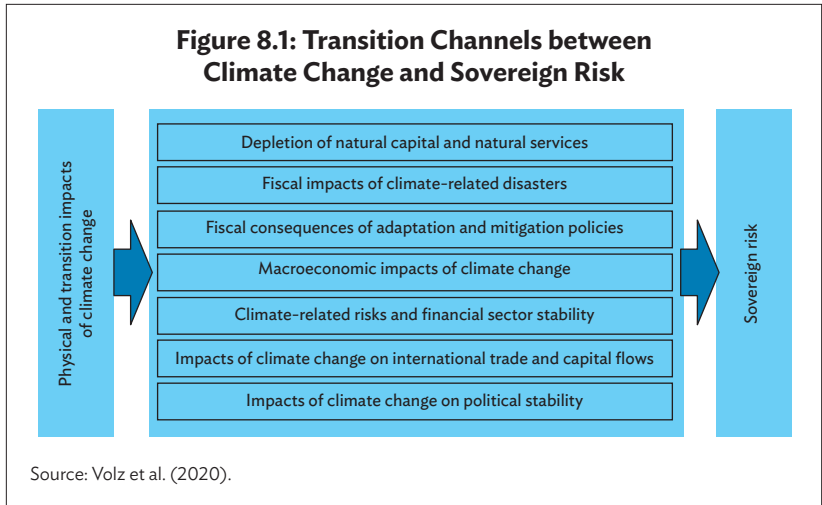 Figure 8.1: Transition Channels between
Climate Change and Sovereign Risk
Physical and transition impacts
of climate change
Depletion of natural capital and natural services
Fiscal impacts of climate-related disasters
Fiscal consequences of adaptation and mitigation policies
Macroeconomic impacts of climate change
Climate-related risks and financial sector stability
Impacts of climate change on international trade and capital flows
Impacts of climate change on political stability
Sovereign risk
Source: Volz et al. (2020).